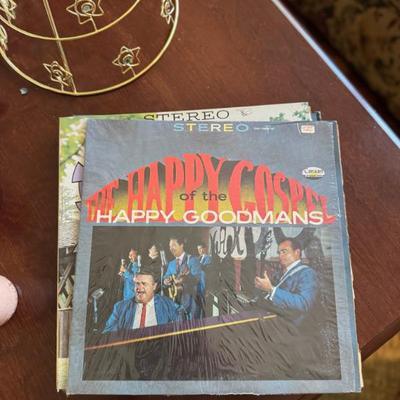 STEREO
STEREO
THE HAPPY GOSPEL
of the
HAPPY GOODMANS